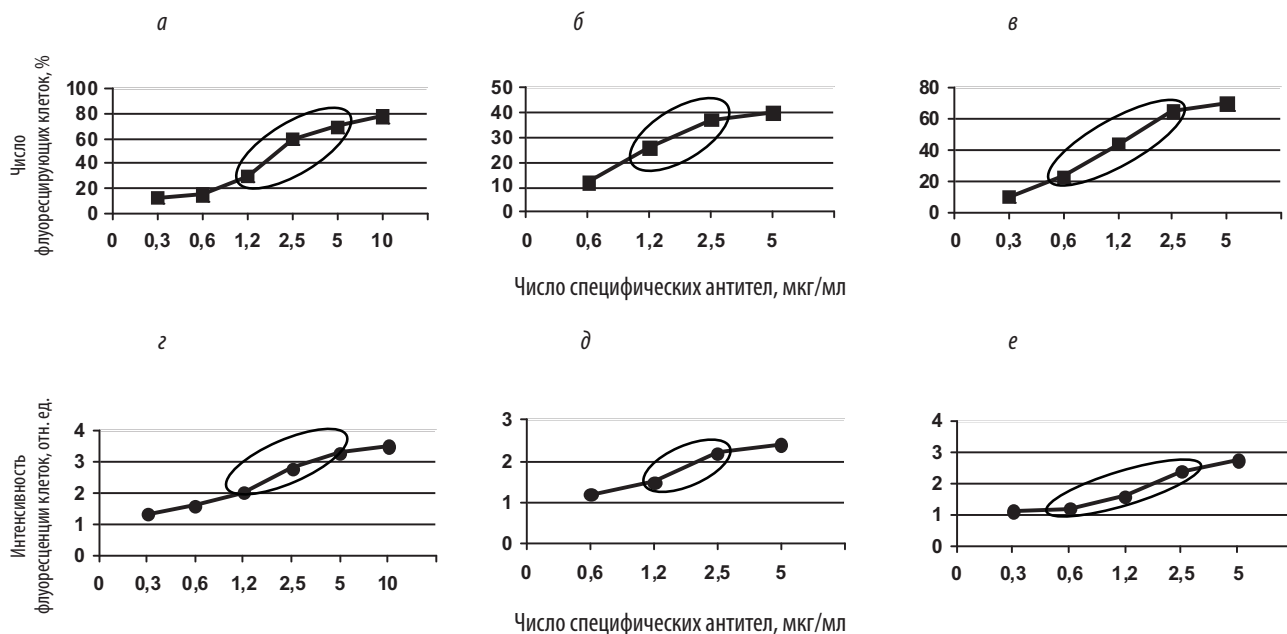 а
б
в
Число
флуоресцирующих клеток, %
100
80
60
40
20
0
0 0,3 0,6 1,2 2,5 5 10
50
40
30
20
10
0
0 0,6 1,2 2,5 5
80
60
40
20
0
0 0,3 0,6 1,2 2,5 5
Число специфических антител, мкг/мл
г
д
е
Интенсивность
флуоресценции клеток, отн. ед.
4
3
2
1
0
0 0,3 0,6 1,2 2,5 5 10
3
2
1
0
0 0,6 1,2 2,5 5
4
3
2
1
0
0 0,3 0,6 1,2 2,5 5
Число специфических антител, мкг/мл